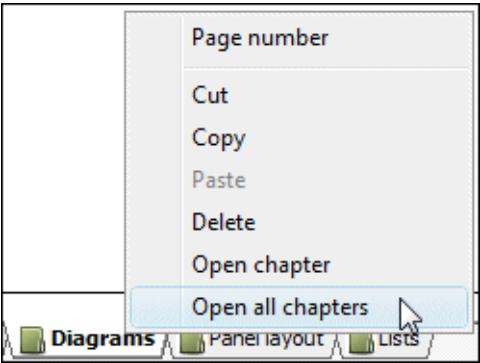 Page number
Cut
Copy
Paste
Delete
Open chapter
Open all chapters
Diagrams Panel layout Lists